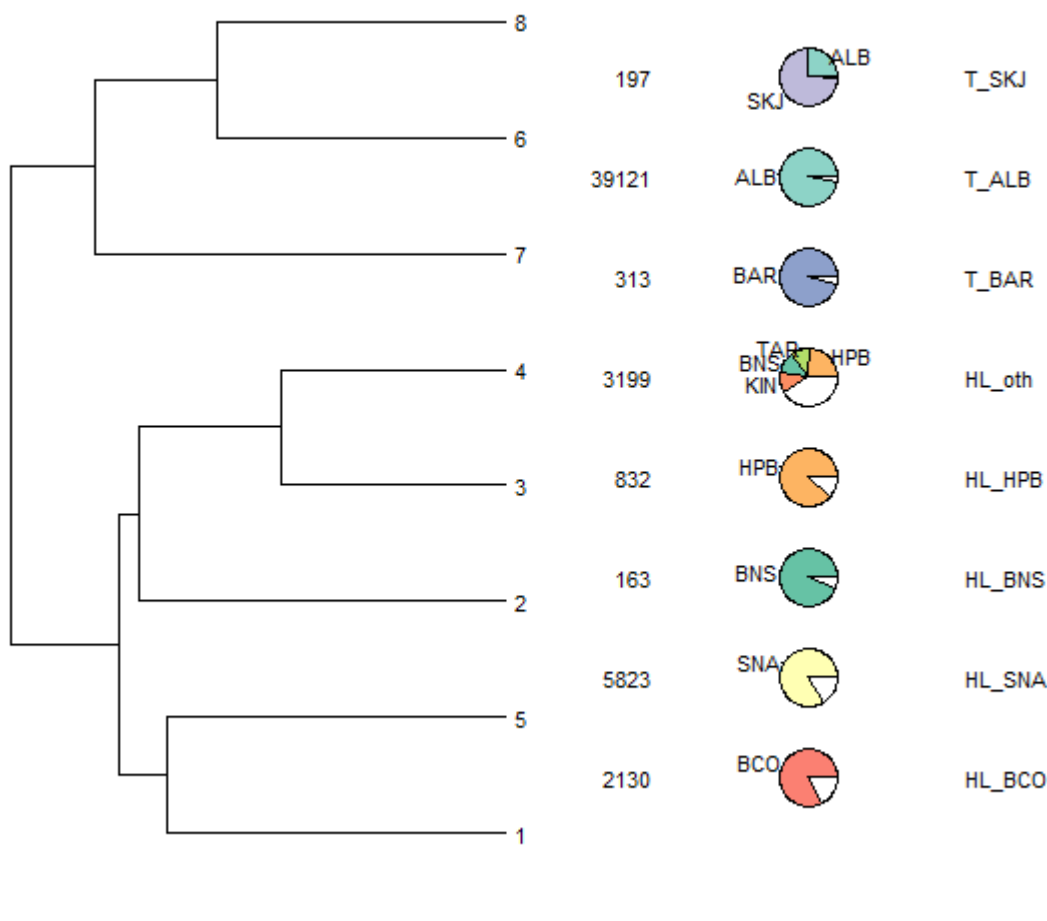 8
ALB
197
T_SKJ
SKJ
6
ALB
39121
T_ALB
7
BAR
313
T_BAR
TAR
BNS
HPB
4
3199
KIN
HL_oth
HPB
832
HL_HPB
3
BNS
163
HL_BNS
2
SNA
5823
HL_SNA
5
BCO
2130
HL_BCO
1